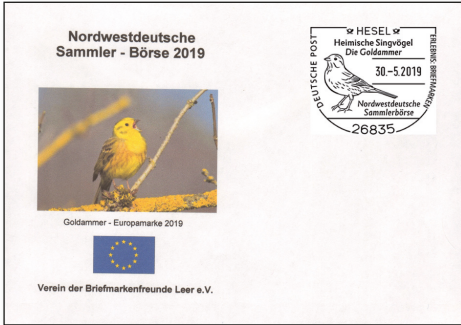 Nordwestdeutsche
Sammler - Börse 2019
Goldammer - Europamarke 2019
Verein der Briefmarkenfreunde Leer e.V.
DEUTSCHE POST
HESEL
ERLEBNIS: BRIEFMARKEN
Heimische Singvögel
Die Goldammer
30.-5.2019
Nordwestdeutsche
Sammlerbörse
26835